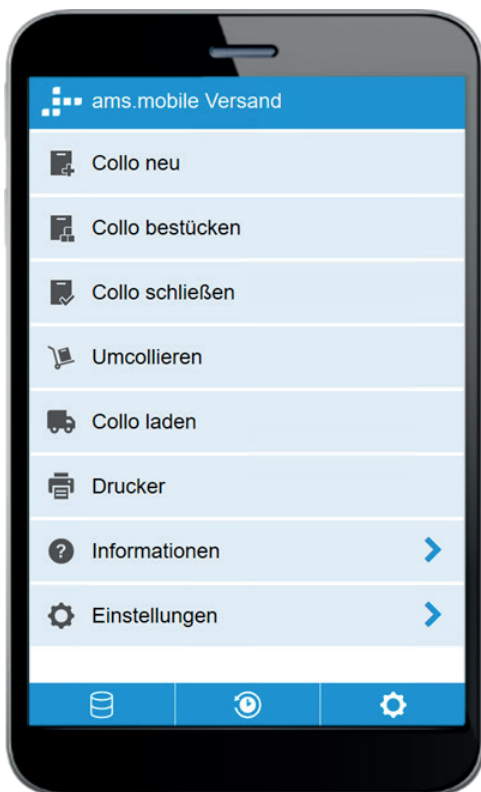 ams.mobile Versand
Collo neu
Collo bestücken
Collo schließen
Umcollieren
Collo laden
Drucker
Informationen
Einstellungen